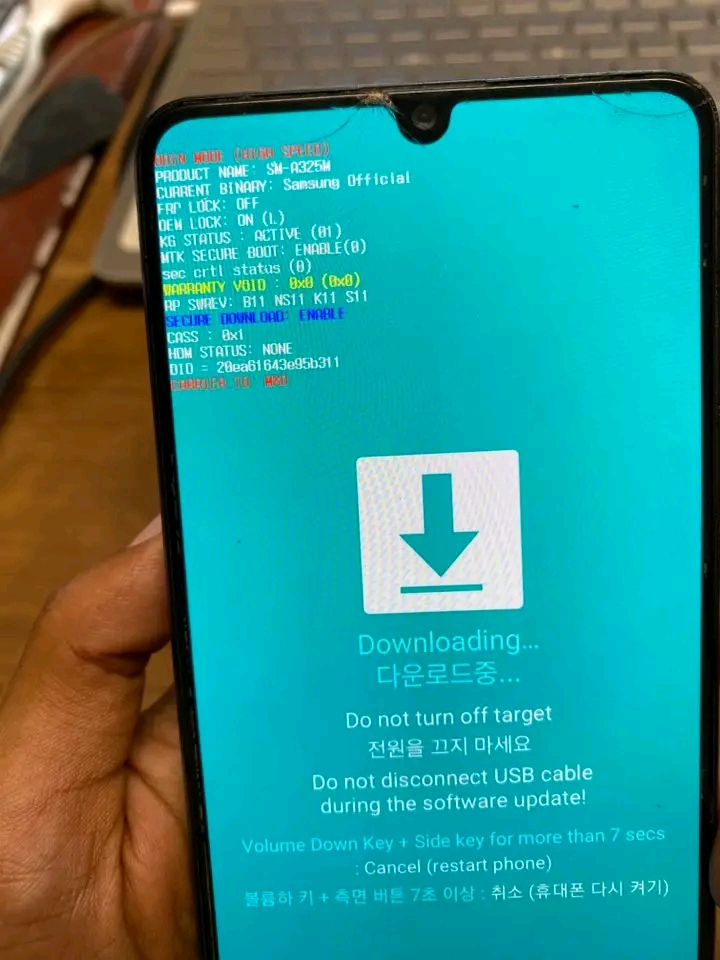 ODIN MODE (HIGH SPEED)
PRODUCT NAME: SM-A325M
CURRENT BINARY: Samsung Official
FRP LOCK: OFF
OEM LOCK: ON (L)
KG STATUS : ACTIVE (01)
MTK SECURE BOOT: ENABLE(0)
sec crtl status (0)
WARRANTY VOID : 0x0 (0x0)
RP SWREV: B11 NS11 K11 S11
SECURE DOWNLOAD: ENABLE
CASS : 0x1
HDM STATUS: NONE
DID = 20ea61643e95b311
CARRIER_ID:
Downloading...
다운로드중...
Do not turn off target
전원을 끄지 마세요
Do not disconnect USB cable
during the software update!
Volume Down Key + Side key for more than 7 secs
: Cancel (restart phone)
볼륨하 키 + 측면 버튼 7초 이상 : 취소 (휴대폰 다시 켜기)